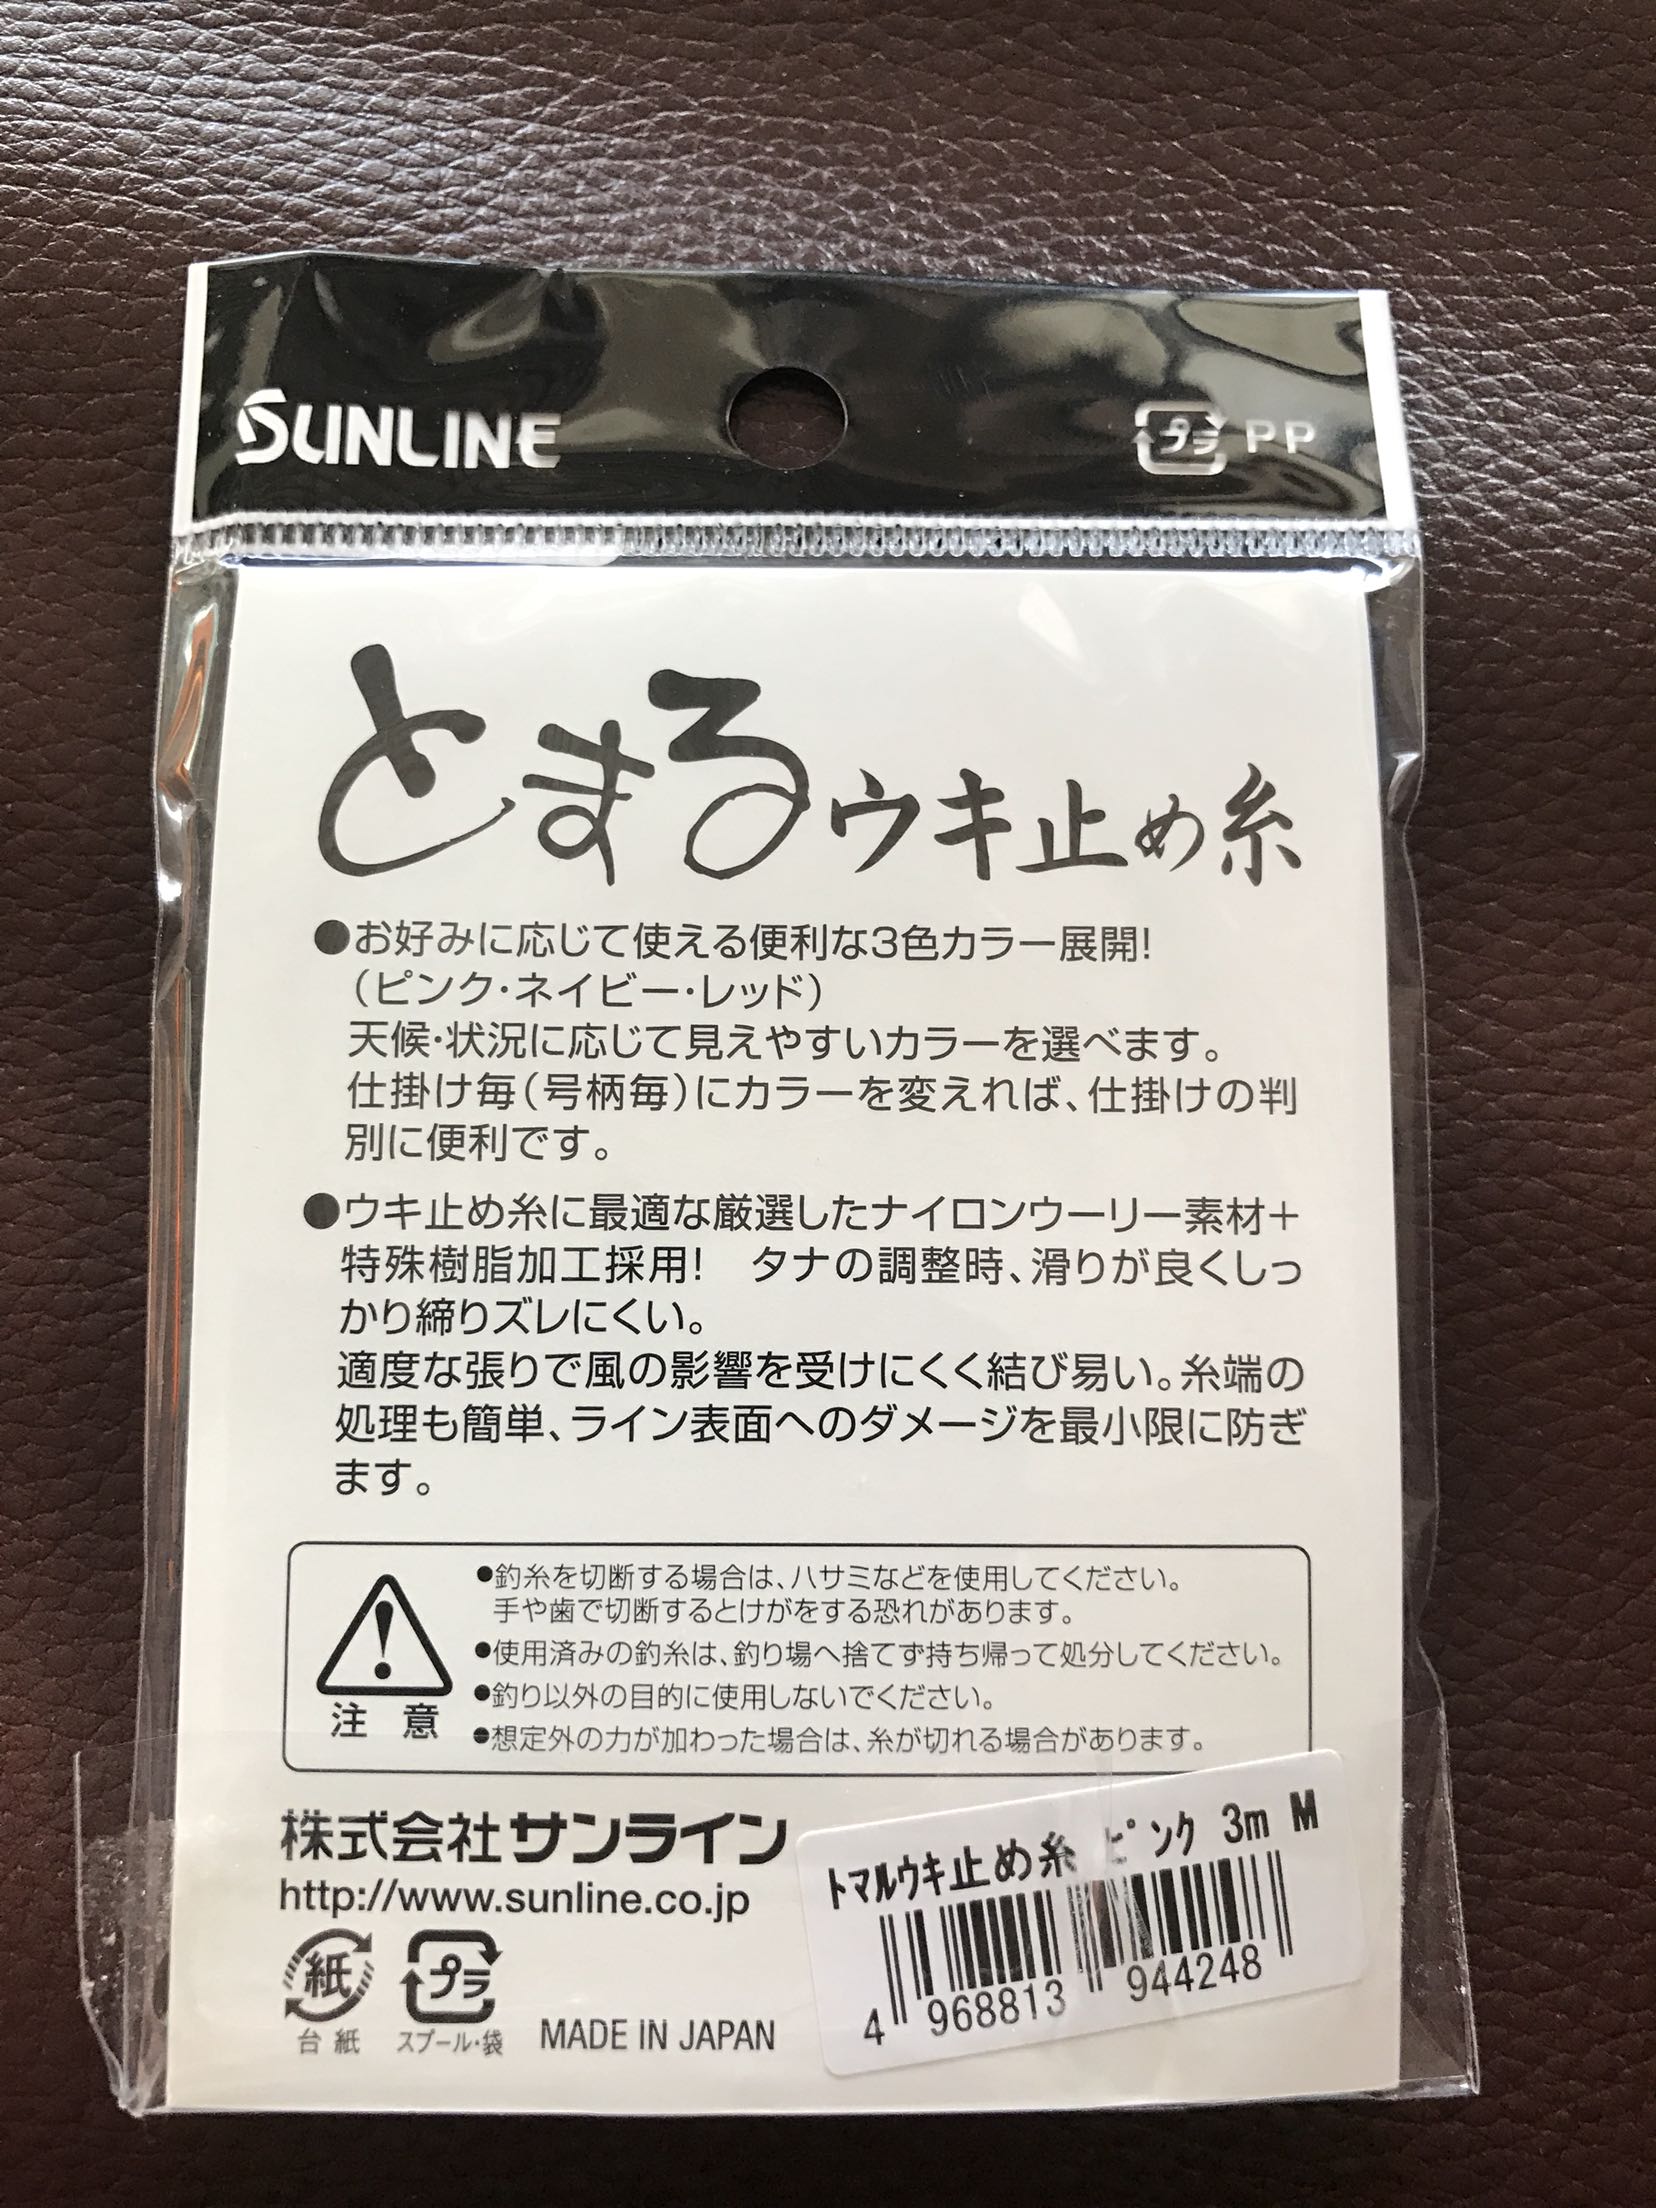 SUNLINE
プラ PP
とまるウキ止め糸
●お好みに応じて使える便利な3色カラー展開!
(ピンク・ネイビー・レッド)
天候・状況に応じて見えやすいカラーを選べます。
仕掛け毎(号柄毎)にカラーを変えれば、仕掛けの判
別に便利です。
●ウキ止め糸に最適な厳選したナイロンウーリー素材+
特殊樹脂加工採用! タナの調整時、滑りが良くしっ
かり締りズレにくい。
適度な張りで風の影響を受けにくく結び易い。糸端の
処理も簡単、ライン表面へのダメージを最小限に防ぎ
ます。
●釣糸を切断する場合は、ハサミなどを使用してください。
手や歯で切断するとけがをする恐れがあります。
●使用済みの釣糸は、釣り場へ捨てず持ち帰って処分してください。
●釣り以外の目的に使用しないでください。
●想定外の力が加わった場合は、糸が切れる場合があります。
注意
株式会社サンライン
http://www.sunline.co.jp
紙 プラ
台紙 スプール・袋 MADE IN JAPAN
ﾄﾏﾙｳｷ止め糸 ﾋﾟﾝｸ 3m M
4 968813 944248